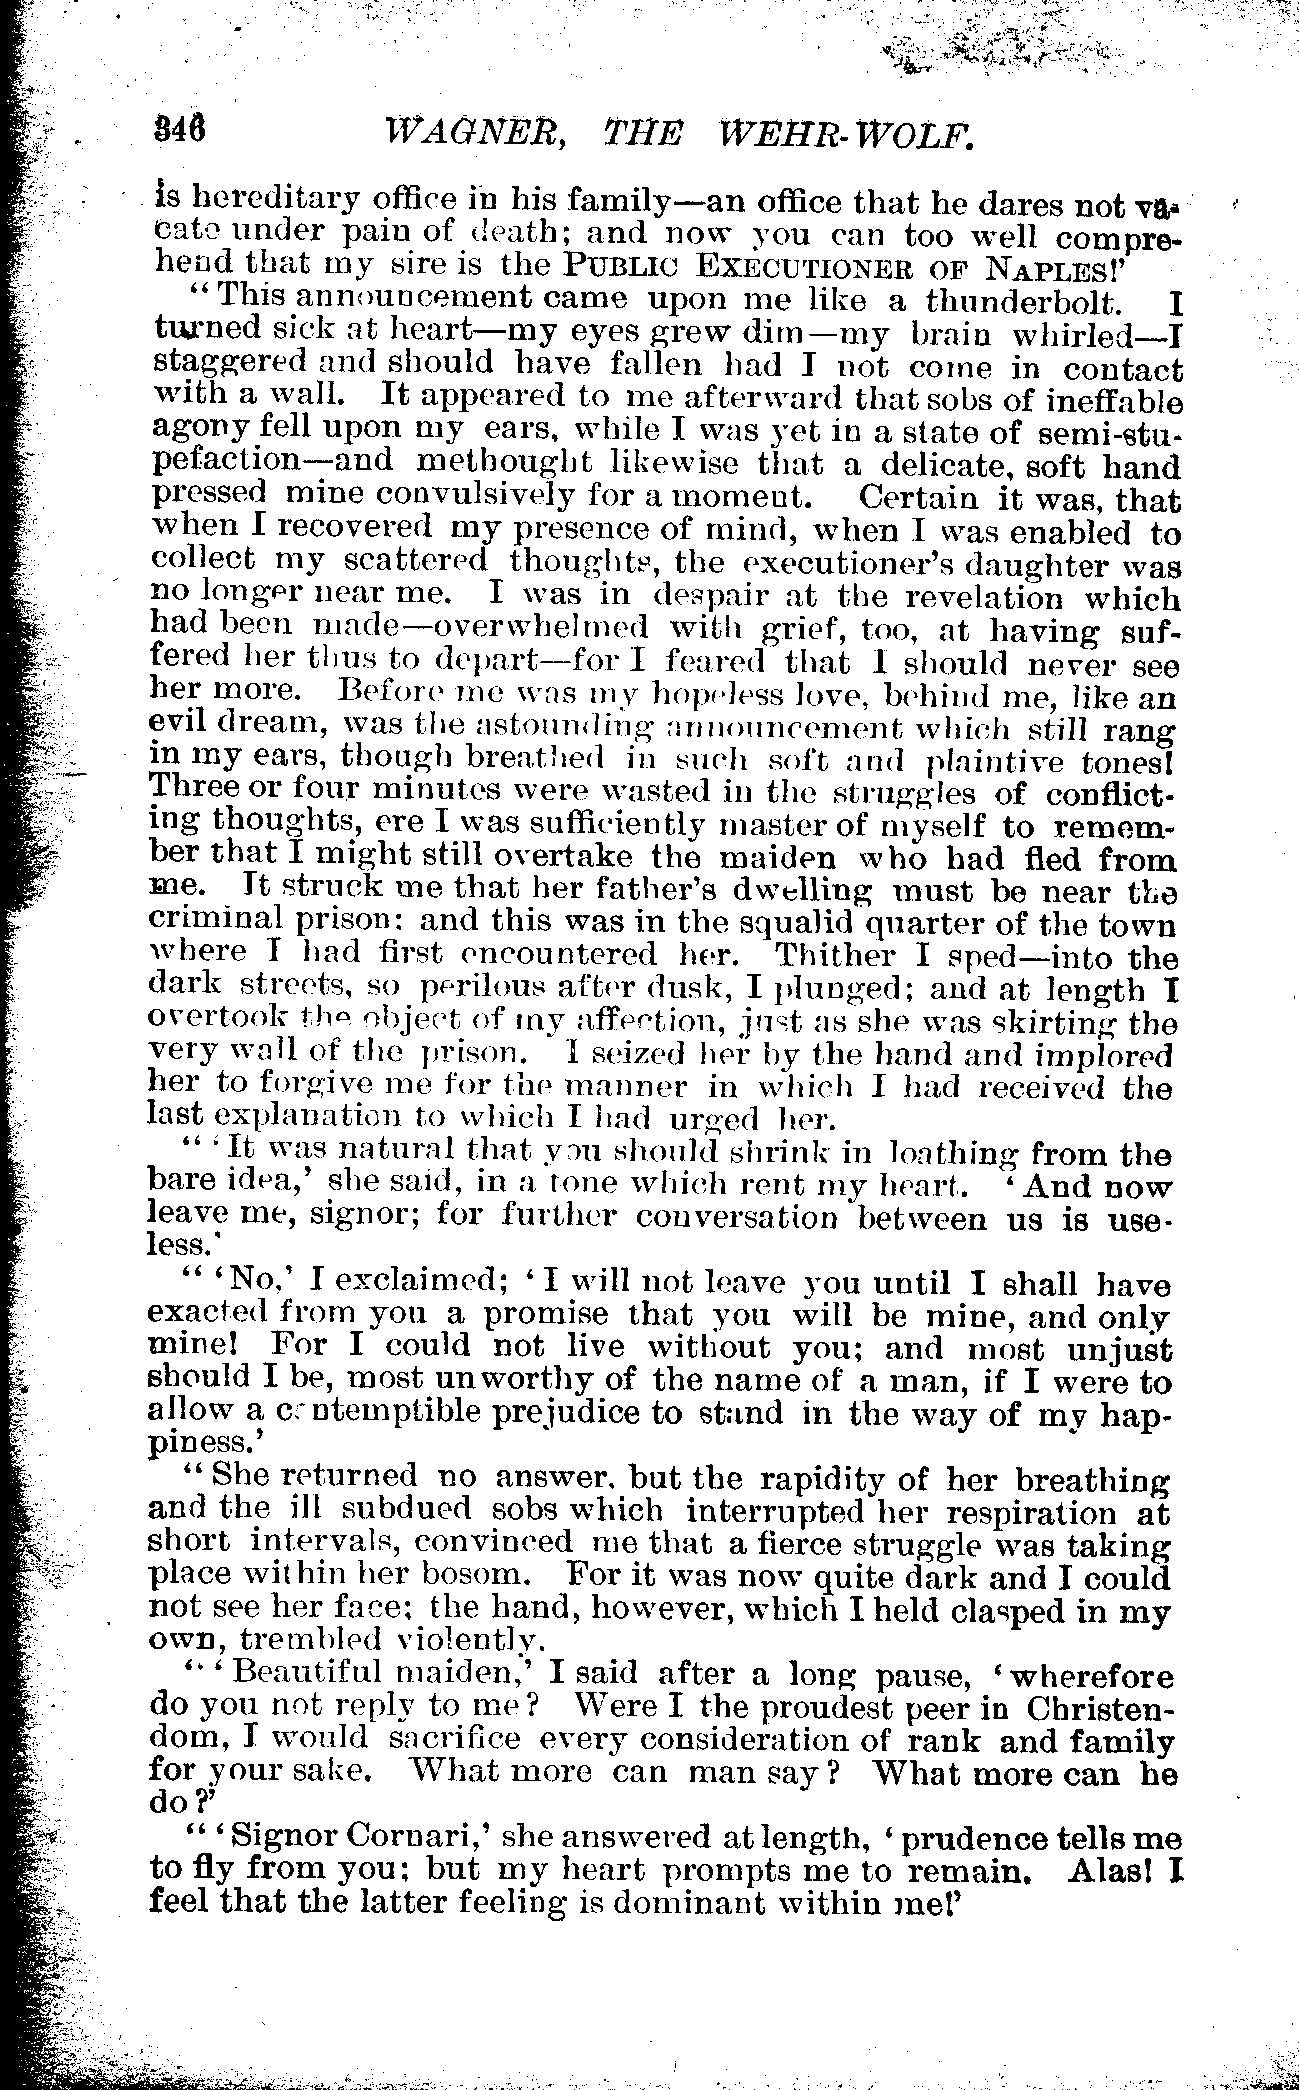 346 WAGNER, THE WEHR-WOLF.
is hereditary office in his family—an office that he dares not va-
cate under pain of death; and now you can too well compre-
hend that my sire is the PUBLIC EXECUTIONER OF NAPLES!'
"This announcement came upon me like a thunderbolt. I
turned sick at heart—my eyes grew dim—my brain whirled—I
staggered and should have fallen had I not come in contact
with a wall. It appeared to me afterward that sobs of ineffable
agony fell upon my ears, while I was yet in a state of semi-stu-
pefaction—and methought likewise that a delicate, soft hand
pressed mine convulsively for a moment. Certain it was, that
when I recovered my presence of mind, when I was enabled to
collect my scattered thoughts, the executioner's daughter was
no longer near me. I was in despair at the revelation which
had been made—overwhelmed with grief, too, at having suf-
fered her thus to depart—for I feared that I should never see
her more. Before me was my hopeless love, behind me, like an
evil dream, was the astounding announcement which still rang
in my ears, though breathed in such soft and plaintive tones!
Three or four minutes were wasted in the struggles of conflict-
ing thoughts, ere I was sufficiently master of myself to remem-
ber that I might still overtake the maiden who had fled from
me. It struck me that her father's dwelling must be near the
criminal prison: and this was in the squalid quarter of the town
where I had first encountered her. Thither I sped—into the
dark streets, so perilous after dusk, I plunged; and at length I
overtook the object of my affection, just as she was skirting the
very wall of the prison. I seized her by the hand and implored
her to forgive me for the manner in which I had received the
last explanation to which I had urged her.
"'It was natural that you should shrink in loathing from the
bare idea,' she said, in a tone which rent my heart. 'And now
leave me, signor; for further conversation between us is use-
less.'
"'No,' I exclaimed; 'I will not leave you until I shall have
exacted from you a promise that you will be mine, and only
mine! For I could not live without you; and most unjust
should I be, most unworthy of the name of a man, if I were to
allow a contemptible prejudice to stand in the way of my hap-
piness.'
"She returned no answer, but the rapidity of her breathing
and the ill subdued sobs which interrupted her respiration at
short intervals, convinced me that a fierce struggle was taking
place within her bosom. For it was now quite dark and I could
not see her face; the hand, however, which I held clasped in my
own, trembled violently.
"'Beautiful maiden,' I said after a long pause, 'wherefore
do you not reply to me? Were I the proudest peer in Christen-
dom, I would sacrifice every consideration of rank and family
for your sake. What more can man say? What more can he
do?'
"'Signor Cornari,' she answered at length, 'prudence tells me
to fly from you; but my heart prompts me to remain. Alas! I
feel that the latter feeling is dominant within me!'